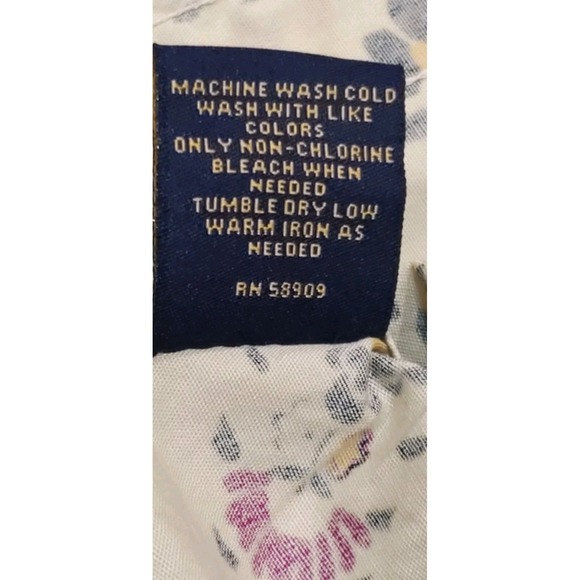 MACHINE WASH COLD
WASH WITH LIKE
COLORS
ONLY NON-CHLORINE
BLEACH WHEN
NEEDED
TUMBLE DRY LOW
WARM IRON AS
NEEDED
RN 58909